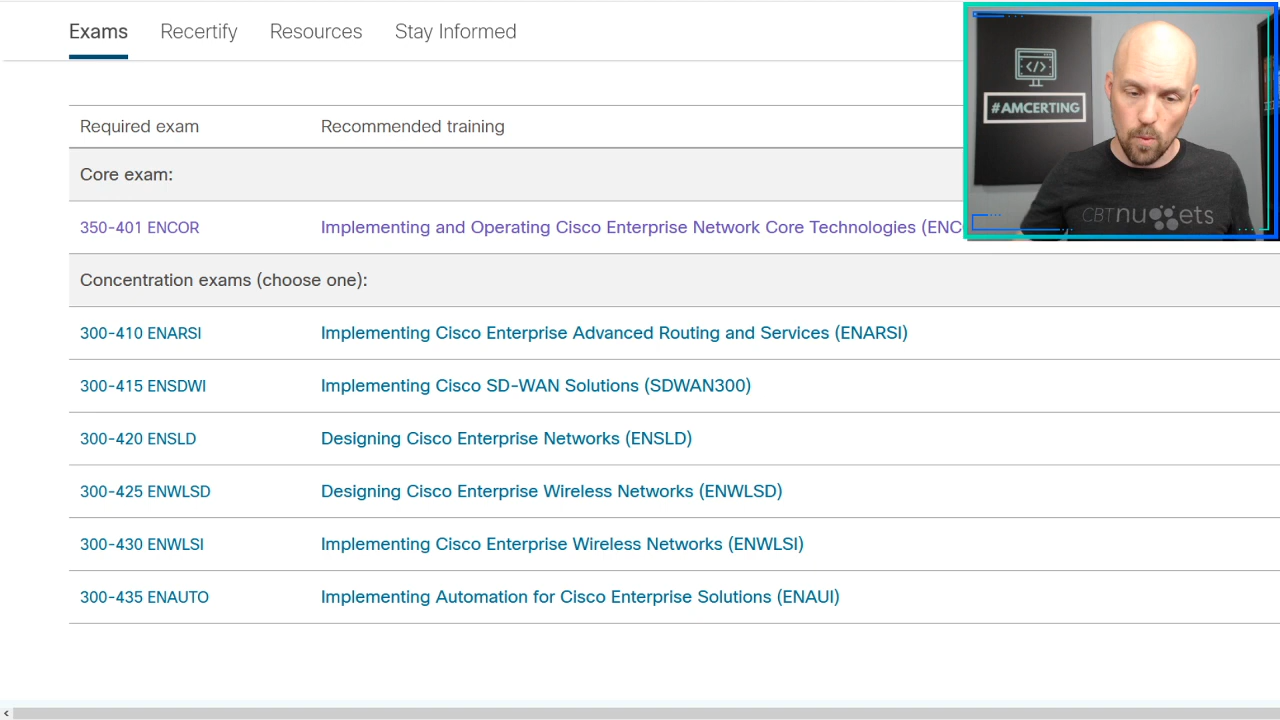 Exams Recertify Resources Stay Informed
Required exam Recommended training
Core exam:
350-401 ENCOR Implementing and Operating Cisco Enterprise Network Core Technologies (ENC
Concentration exams (choose one):
300-410 ENARSI Implementing Cisco Enterprise Advanced Routing and Services (ENARSI)
300-415 ENSDWI Implementing Cisco SD-WAN Solutions (SDWAN300)
300-420 ENSLD Designing Cisco Enterprise Networks (ENSLD)
300-425 ENWLSD Designing Cisco Enterprise Wireless Networks (ENWLSD)
300-430 ENWLSI Implementing Cisco Enterprise Wireless Networks (ENWLSI)
300-435 ENAUTO Implementing Automation for Cisco Enterprise Solutions (ENAUI)
</>
#AMCERTING
CBTnuggets